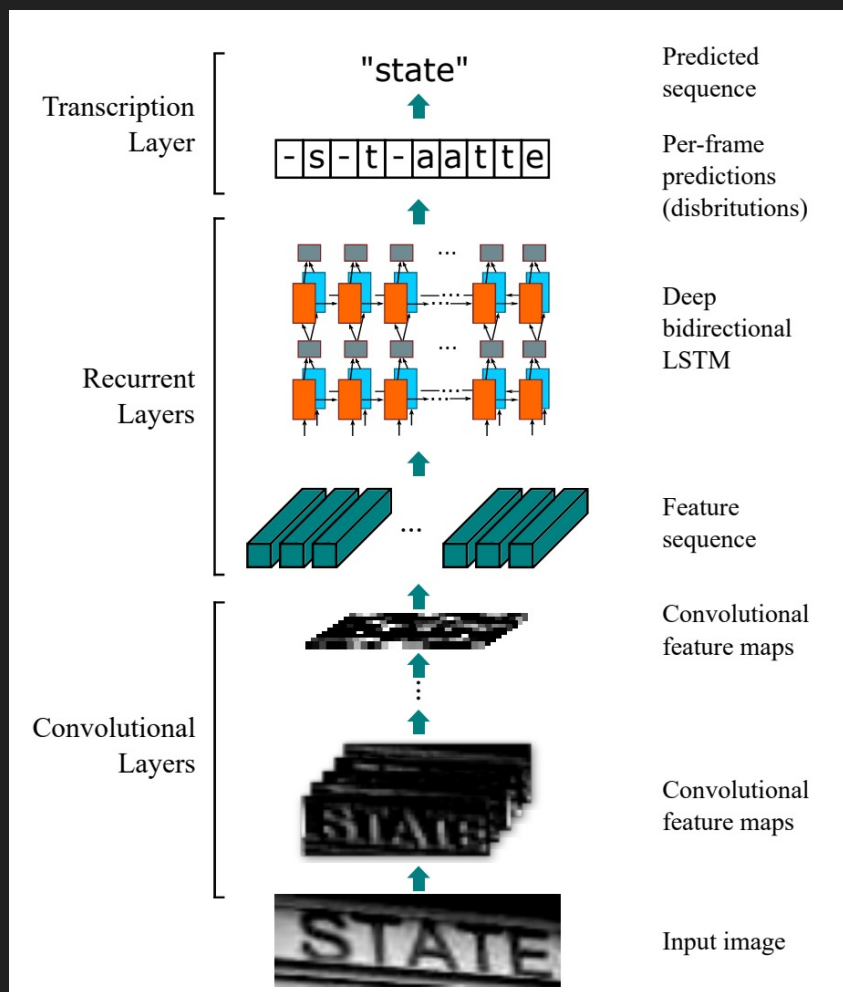 Transcription
Layer
"state"
Predicted
sequence
- s - t - a a t t e
Per-frame
predictions
(disbritutions)
Recurrent
Layers
...
...
...
...
Deep
bidirectional
LSTM
...
Feature
sequence
Convolutional
Layers
Convolutional
feature maps
...
STATE
Convolutional
feature maps
STATE
Input image